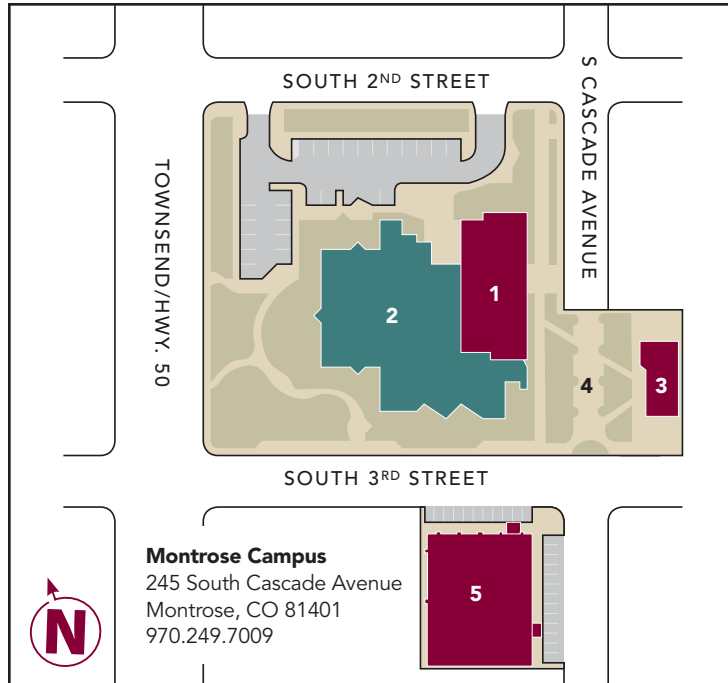 SOUTH 2ND STREET
S CASCADE AVENUE
TOWNSEND/HWY. 50
1
2
3
4
SOUTH 3RD STREET
Montrose Campus
245 South Cascade Avenue
Montrose, CO 81401
970.249.7009
5
N